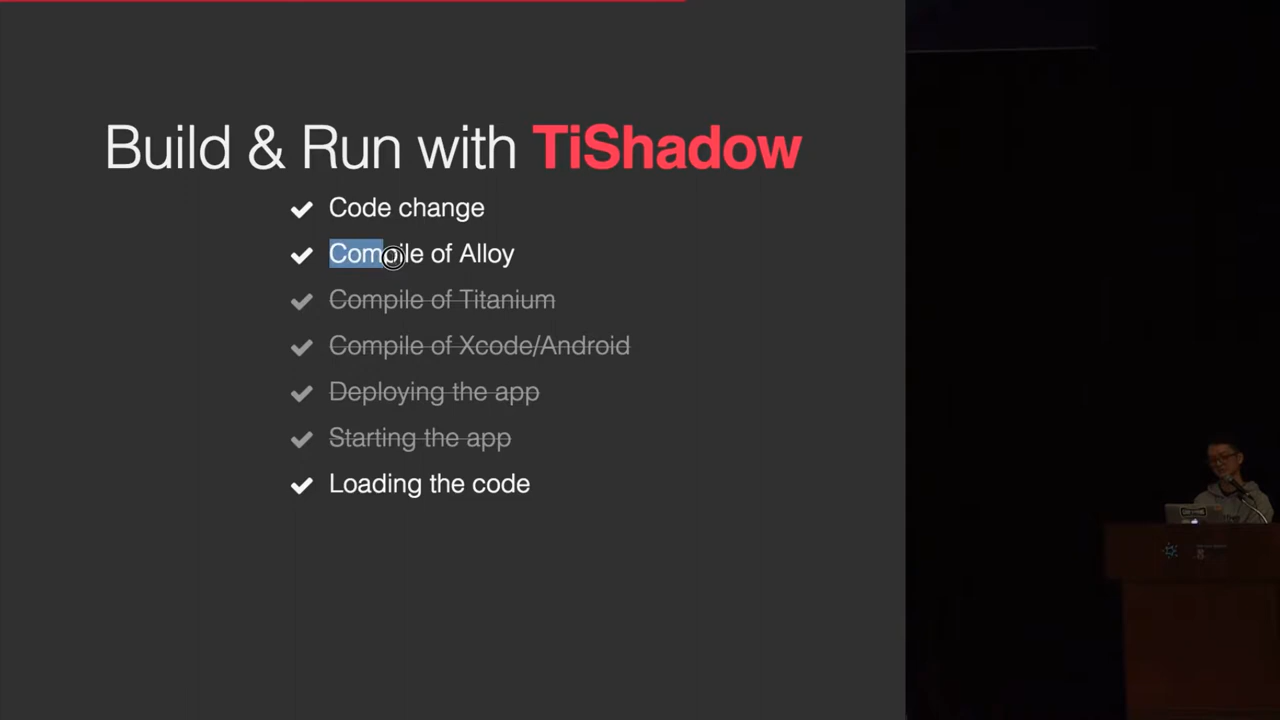 Build & Run with TiShadow
Code change
Compile of Alloy
Compile of Titanium
Compile of Xcode/Android
Deploying the app
Starting the app
Loading the code